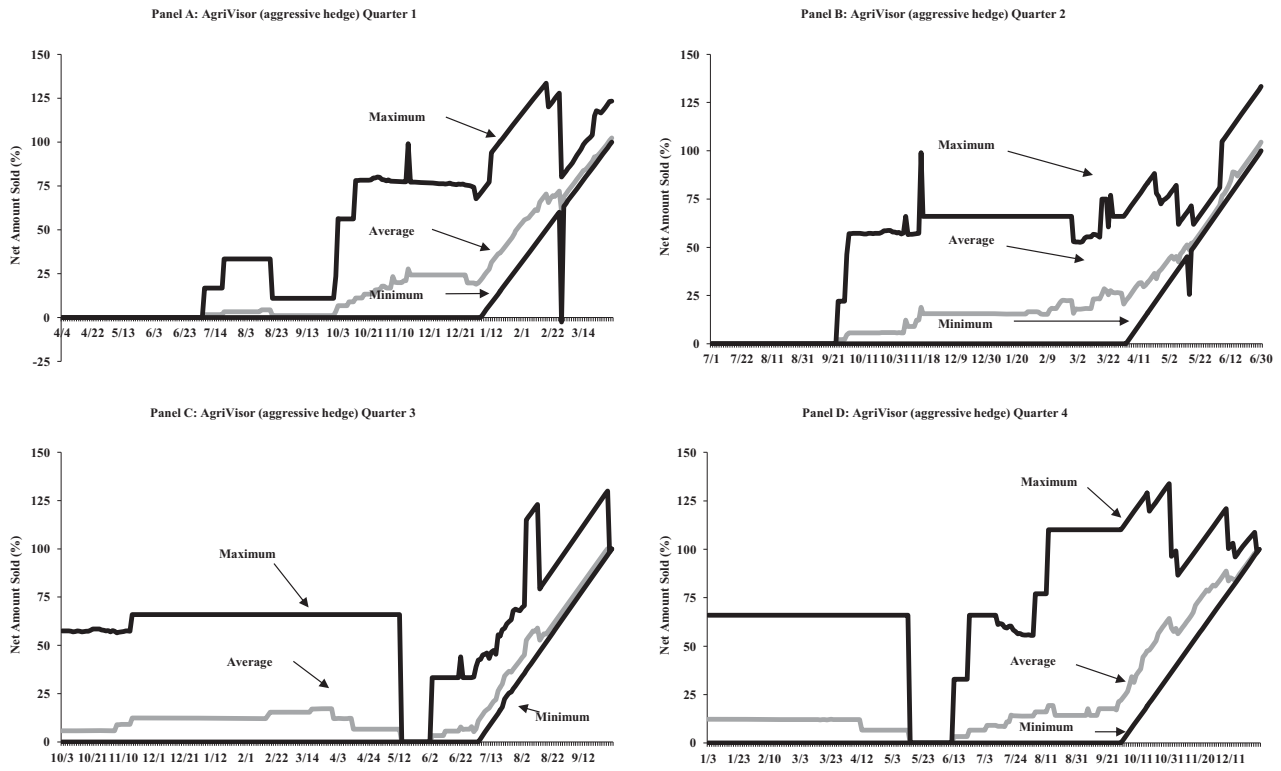 Panel A: AgriVisor (aggressive hedge) Quarter 1
150
125
100
75
50
25
0
-25
Net Amount Sold (%)
Maximum
Average
Minimum
4/4 4/22 5/13 6/3 6/23 7/14 8/3 8/23 9/13 10/3 10/21 11/10 12/1 12/21 1/12 2/1 2/22 3/14
Panel B: AgriVisor (aggressive hedge) Quarter 2
150
125
100
75
50
25
0
Net Amount Sold (%)
Maximum
Average
Minimum
7/1 7/22 8/11 8/31 9/21 10/11 10/31 11/18 12/9 12/30 1/20 2/9 3/2 3/22 4/11 5/2 5/22 6/12 6/30
Panel C: AgriVisor (aggressive hedge) Quarter 3
150
125
100
75
50
25
0
Net Amount Sold (%)
Maximum
Average
Minimum
10/3 10/21 11/10 12/1 12/21 1/12 2/1 2/22 3/14 4/3 4/23 5/12 6/2 6/22 7/13 8/2 8/22 9/12
Panel D: AgriVisor (aggressive hedge) Quarter 4
150
125
100
75
50
25
0
Net Amount Sold (%)
Maximum
Average
Minimum
1/3 1/23 2/10 3/2 3/22 4/12 5/3 5/23 6/13 7/3 7/24 8/11 8/31 9/21 10/11 10/31 11/20 12/11